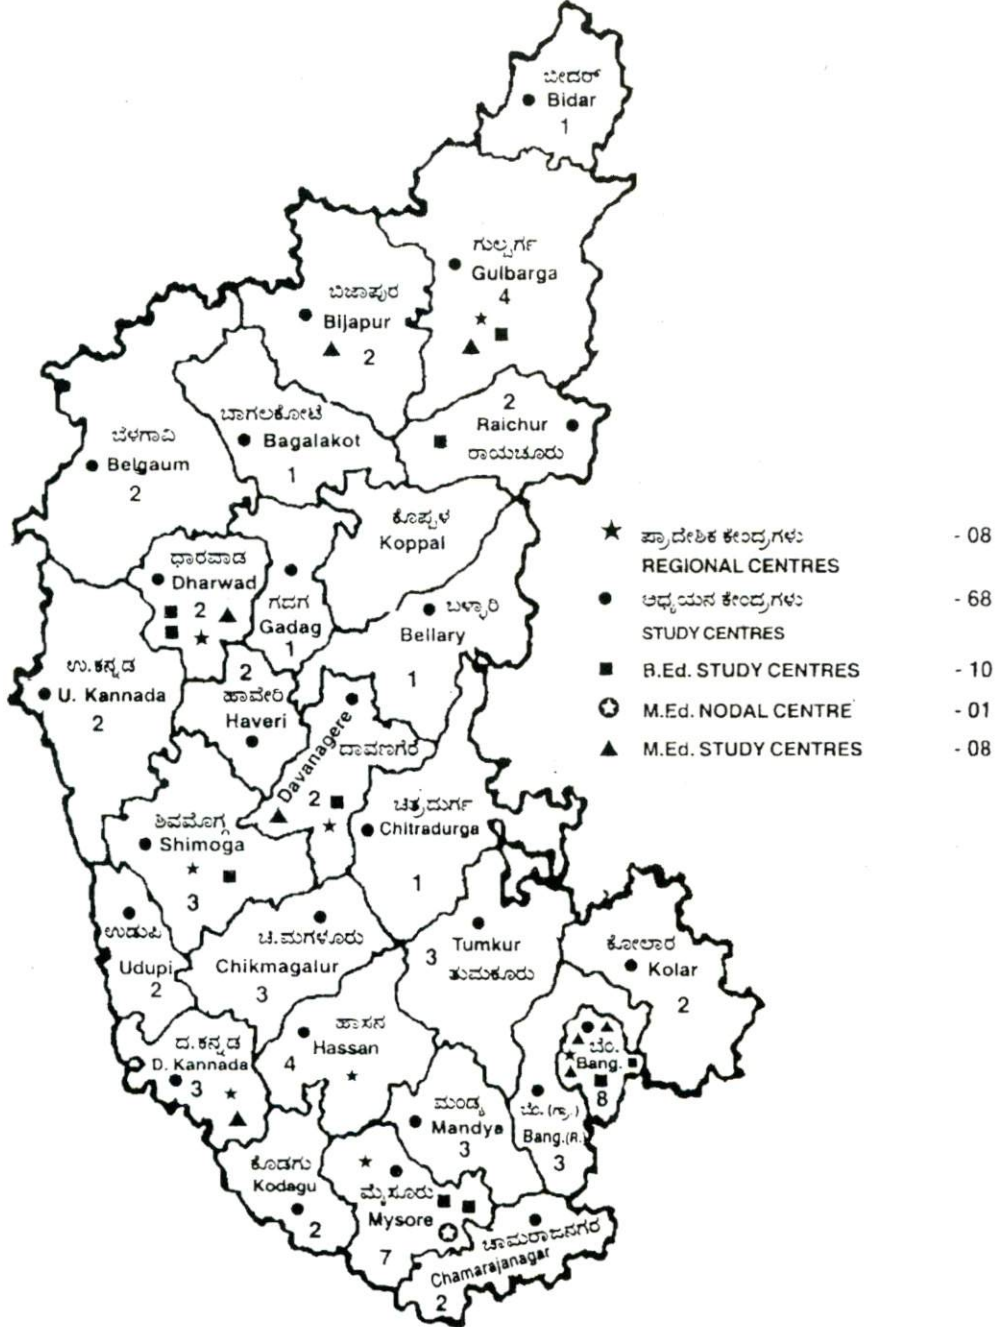 ಬೀದರ್
Bidar
1
ಗುಲ್ಬರ್ಗ
Gulbarga
4
ಬಿಜಾಪುರ
Bijapur
2
2
Raichur
ರಾಯಚೂರು
ಬಾಗಲಕೋಟೆ
Bagalakot
1
ಬೆಳಗಾವಿ
Belgaum
2
ಕೊಪ್ಪಳ
Koppal
ಧಾರವಾಡ
Dharwad
2
ಗದಗ
Gadag
1
ಬಳ್ಳಾರಿ
Bellary
1
ಉ.ಕನ್ನಡ
U. Kannada
2
2
ಹಾವೇರಿ
Haveri
Davanagere
ದಾವಣಗೆರೆ
2
ಚಿತ್ರದುರ್ಗ
Chitradurga
1
ಶಿವಮೊಗ್ಗ
Shimoga
3
ಉಡುಪಿ
Udupi
2
ಚಿ.ಮಗಳೂರು
Chikmagalur
3
3 Tumkur
ತುಮಕೂರು
ಕೋಲಾರ
Kolar
2
ದ.ಕನ್ನಡ
D. Kannada
3
ಹಾಸನ
Hassan
4
ಬೆಂ.
Bang.
8
ಬೆಂ.(ಗ್ರಾ.)
Bang.(R.)
3
ಮಂಡ್ಯ
Mandya
3
ಕೊಡಗು
Kodagu
2
ಮೈಸೂರು
Mysore
7
ಚಾಮರಾಜನಗರ
Chamarajanagar
2
ಪ್ರಾದೇಶಿಕ ಕೇಂದ್ರಗಳು - 08
REGIONAL CENTRES
ಅಧ್ಯಯನ ಕೇಂದ್ರಗಳು - 68
STUDY CENTRES
B.Ed. STUDY CENTRES - 10
M.Ed. NODAL CENTRE - 01
M.Ed. STUDY CENTRES - 08